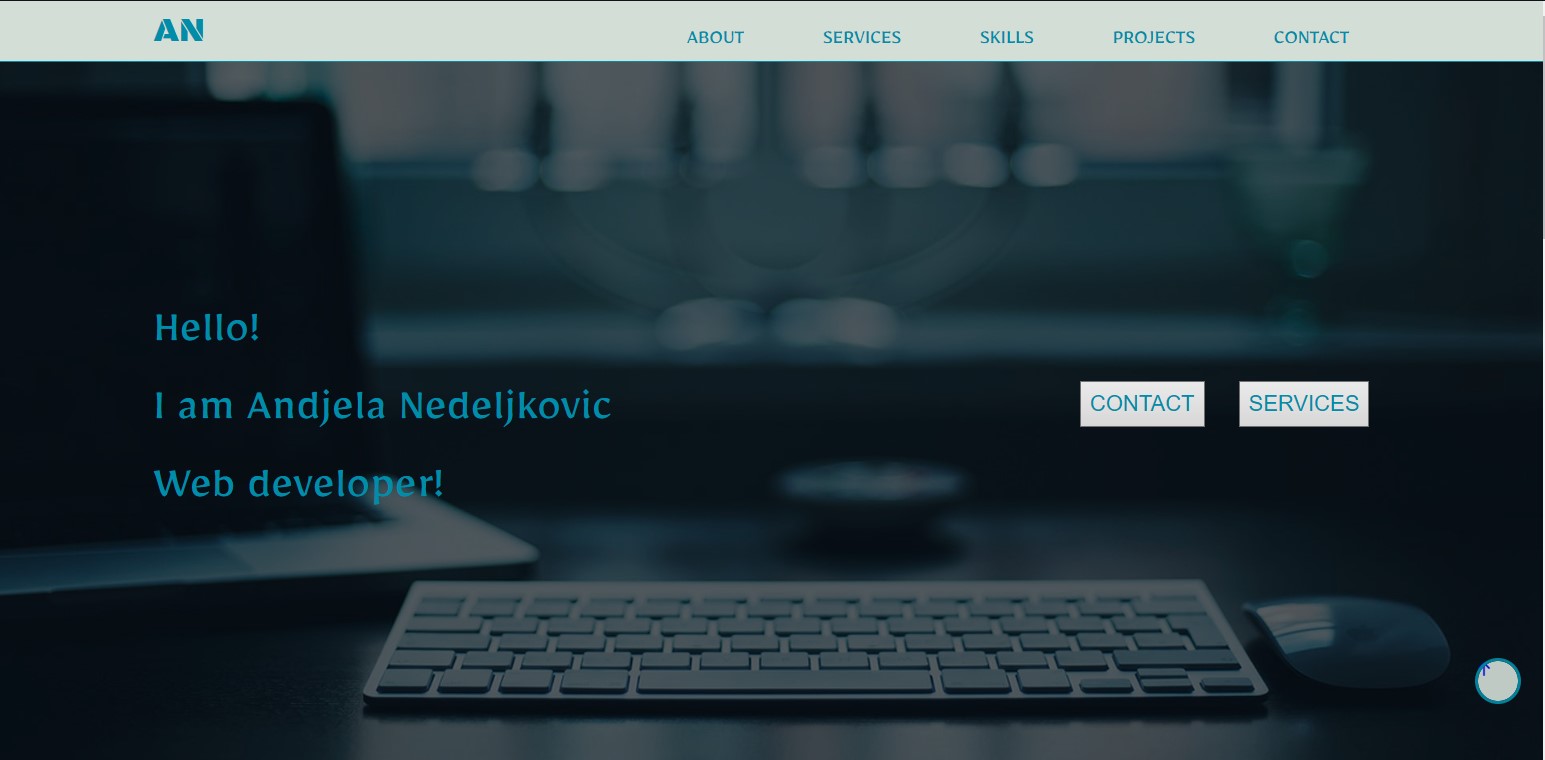 AN
ABOUT SERVICES SKILLS PROJECTS CONTACT
Hello!
I am Andjela Nedeljkovic
CONTACT SERVICES
Web developer!